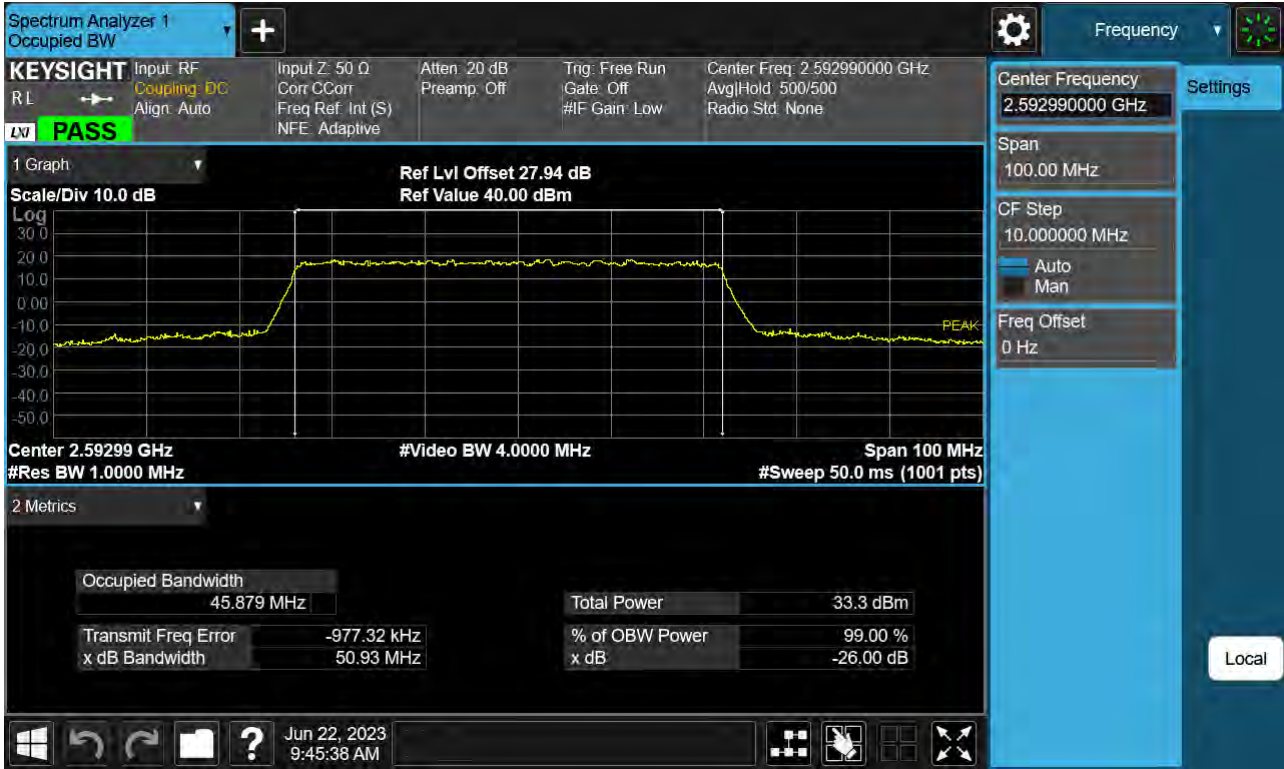 Spectrum Analyzer 1
Occupied BW
Frequency
KEYSIGHT
RL
LXI
PASS
Input: RF
Coupling: DC
Align: Auto
Input Z: 50 Ω
Corr CCorr
Freq Ref: Int (S)
NFE: Adaptive
Atten: 20 dB
Preamp: Off
Trig: Free Run
Gate: Off
#IF Gain: Low
Center Freq: 2.592990000 GHz
Avg|Hold: 500/500
Radio Std: None
Center Frequency
2.592990000 GHz
Settings
Span
100.00 MHz
CF Step
10.000000 MHz
Auto
Man
Freq Offset
0 Hz
Local
1 Graph
Scale/Div 10.0 dB
Ref Lvl Offset 27.94 dB
Ref Value 40.00 dBm
Log
30.0
20.0
10.0
0.00
-10.0
-20.0
-30.0
-40.0
-50.0
PEAK
Center 2.59299 GHz
#Video BW 4.0000 MHz
Span 100 MHz
#Res BW 1.0000 MHz
#Sweep 50.0 ms (1001 pts)
2 Metrics
Occupied Bandwidth
45.879 MHz
Total Power 33.3 dBm
Transmit Freq Error -977.32 kHz
% of OBW Power 99.00 %
x dB Bandwidth 50.93 MHz
x dB -26.00 dB
?
Jun 22, 2023
9:45:38 AM